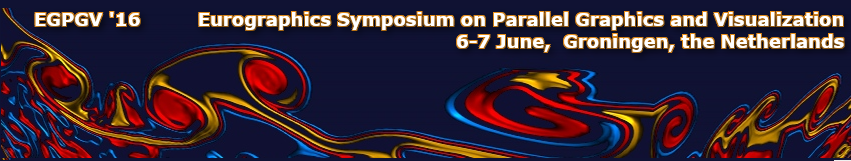 EGPGV '16 Eurographics Symposium on Parallel Graphics and Visualization
6-7 June, Groningen, the Netherlands